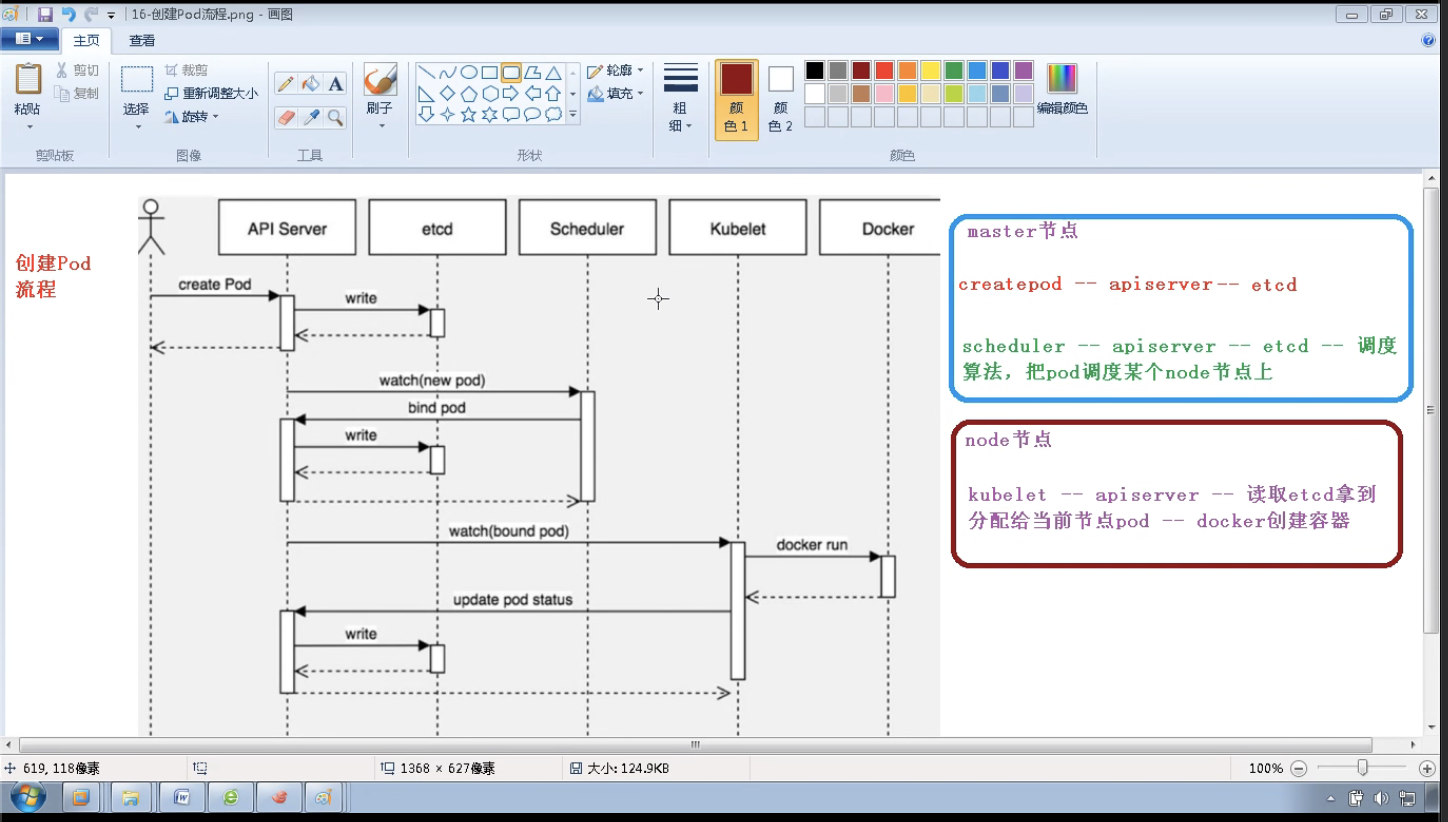 16-创建Pod流程.png - 画图
主页
查看
粘贴
剪切
复制
剪贴板
选择
裁剪
重新调整大小
旋转
图像
A
工具
刷子
轮廓
填充
形状
粗
细
颜
色 1
颜
色 2
编辑颜色
颜色
创建Pod
流程
API Server
etcd
Scheduler
Kubelet
Docker
create Pod
write
watch(new pod)
bind pod
write
watch(bound pod)
docker run
update pod status
write
master节点
createpod -- apiserver -- etcd
scheduler -- apiserver -- etcd -- 调度
算法，把pod调度某个node节点上
node节点
kubelet -- apiserver -- 读取etcd拿到
分配给当前节点pod -- docker创建容器
619, 118像素
1368 × 627像素
大小: 124.9KB
100%